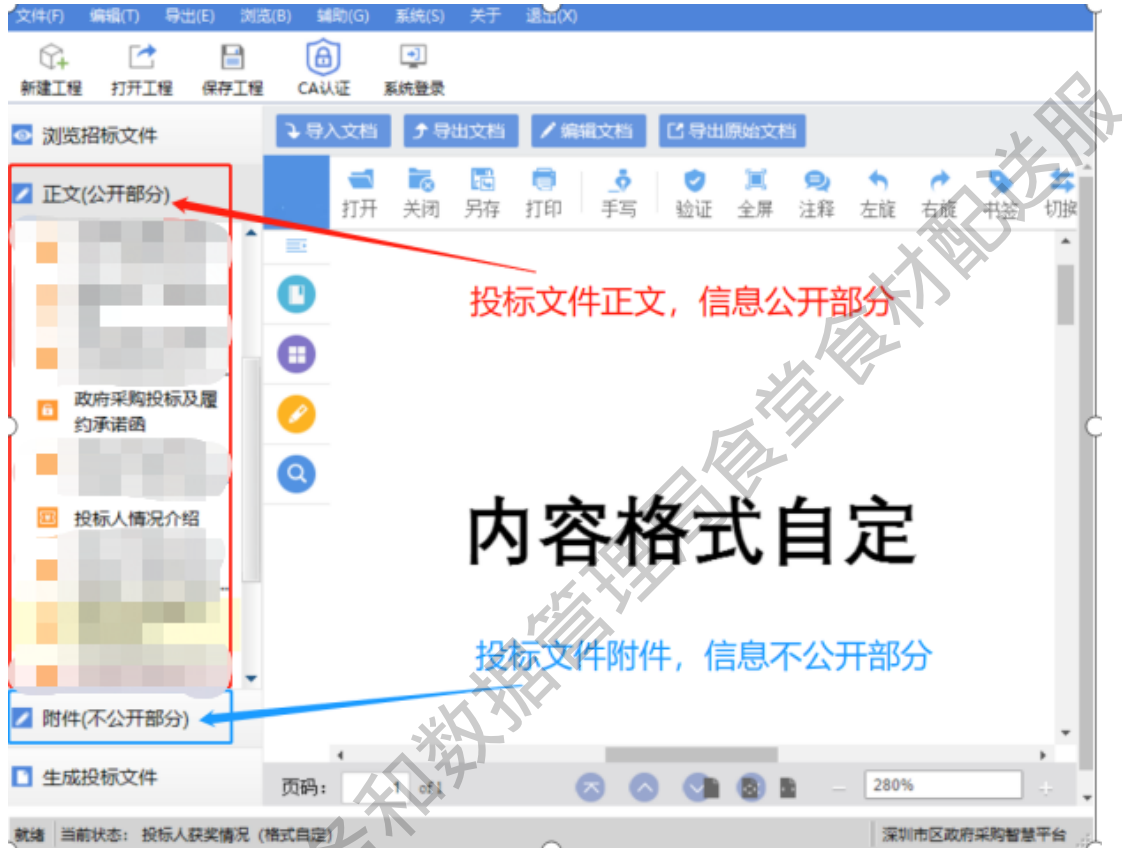 文件(F) 编辑(T) 导出(E) 浏览(B) 辅助(G) 系统(S) 关于 退出(X)
新建工程 打开工程 保存工程 CA认证 系统登录
浏览招标文件
导入文档 导出文档 编辑文档 导出原始文档
正文(公开部分)
打开 关闭 另存 打印 手写 验证 全屏 注释 左旋 右旋 书签 切换
投标文件正文，信息公开部分
政府采购投标及履
约承诺函
投标人情况介绍
内容格式自定
投标文件附件，信息不公开部分
附件(不公开部分)
生成投标文件
页码: 1 of 1 280%
就绪 当前状态: 投标人获奖情况 (格式自定) 深圳市区政府采购智慧平台
务和数据管理局食堂食材配送服